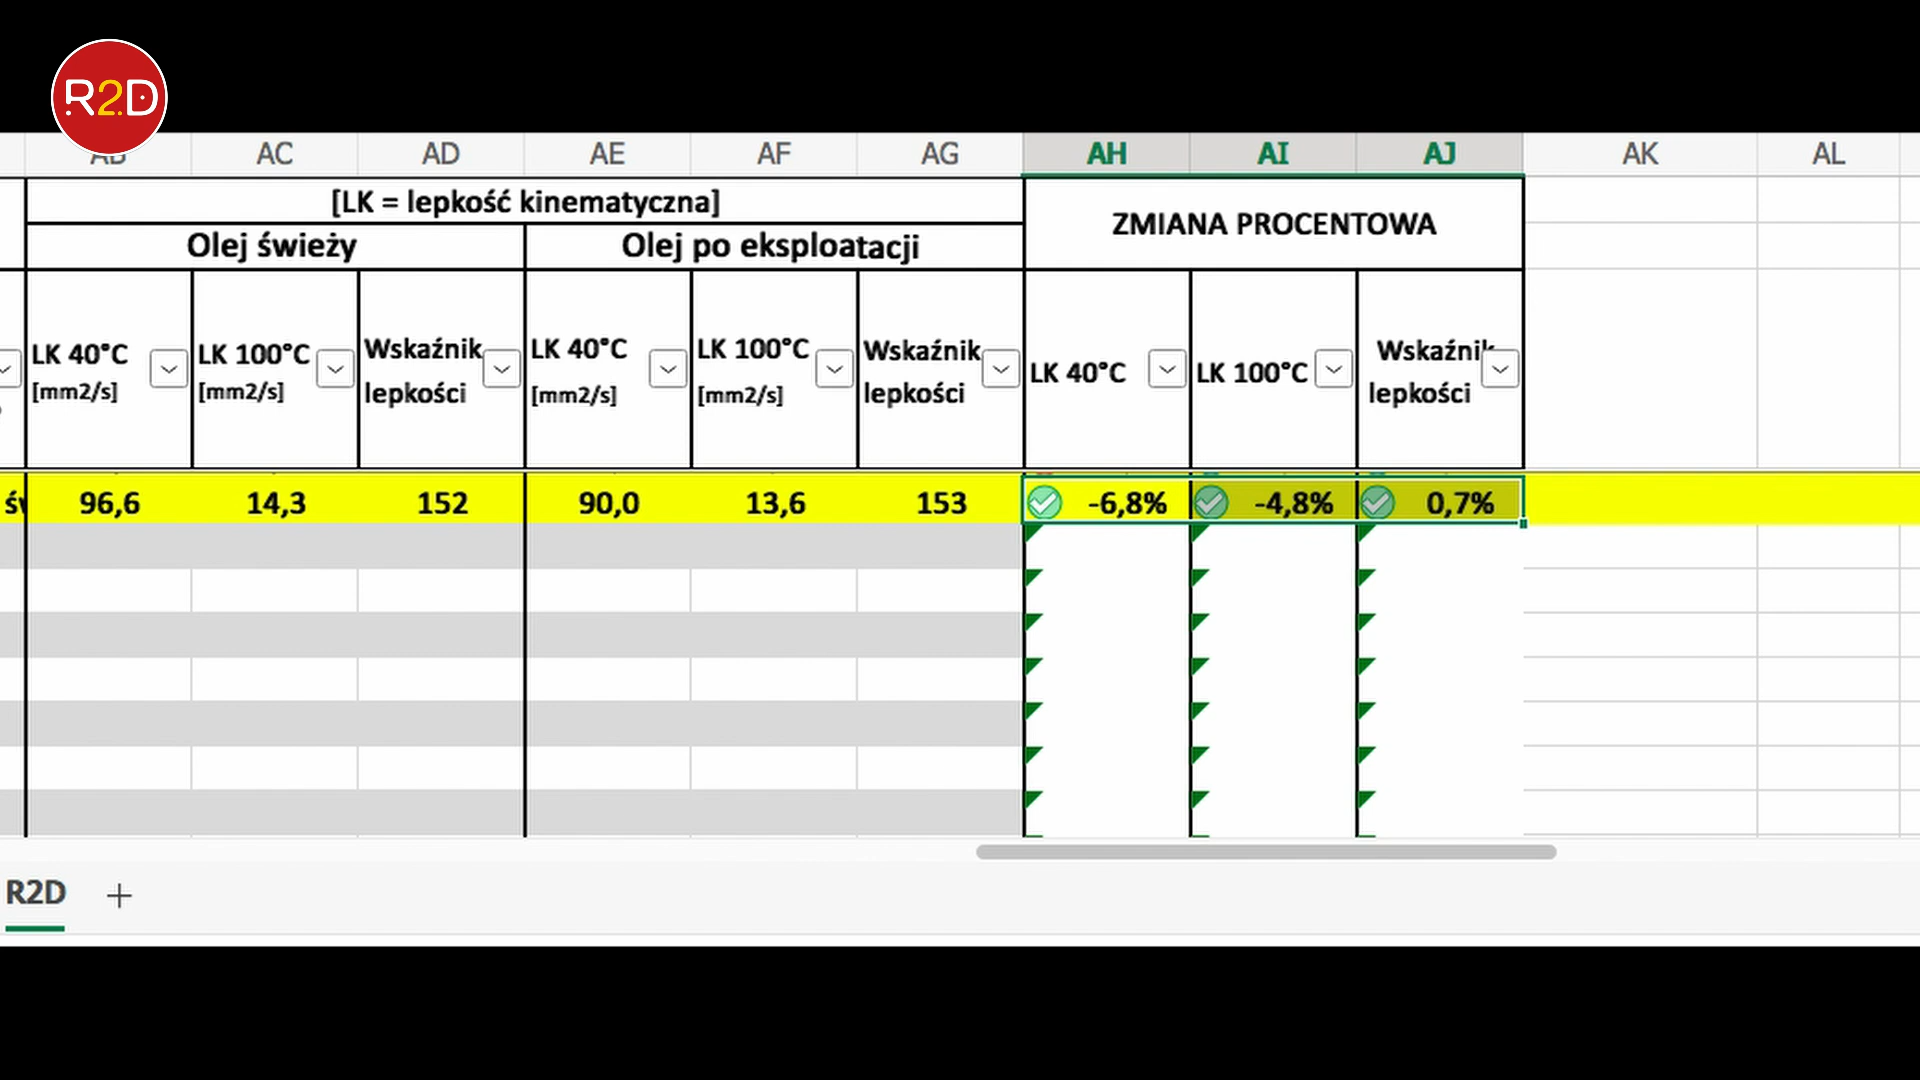 R2D
AB AC AD AE AF AG AH AI AJ AK AL
[LK = lepkość kinematyczna]
ZMIANA PROCENTOWA
Olej świeży Olej po eksploatacji
LK 40°C LK 100°C Wskaźnik LK 40°C LK 100°C Wskaźnik LK 40°C LK 100°C Wskaźnik
[mm2/s] [mm2/s] lepkości [mm2/s] [mm2/s] lepkości lepkości
96,6 14,3 152 90,0 13,6 153 -6,8% -4,8% 0,7%
R2D +